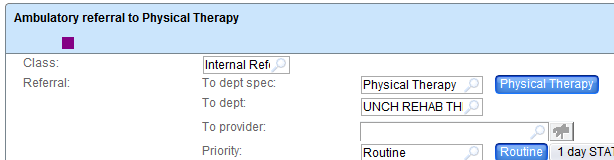 Ambulatory referral to Physical Therapy
Class: Internal Refe
Referral: To dept spec: Physical Therapy Physical Therapy
To dept: UNCH REHAB TH
To provider:
Priority: Routine Routine 1 day STA